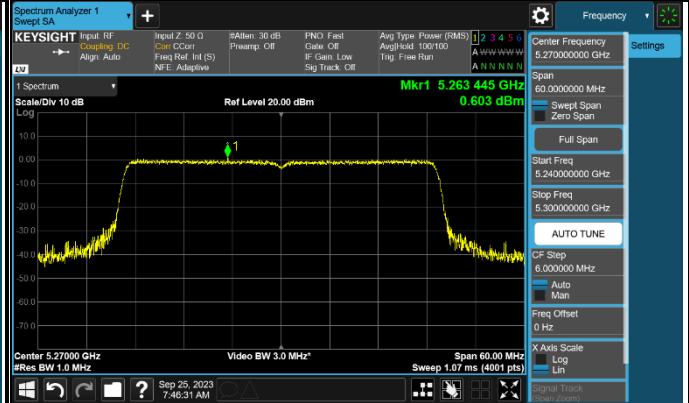 Spectrum Analyzer 1
Swept SA
+
Frequency
KEYSIGHT
Input: RF
Coupling: DC
Align: Auto
Input Z: 50 Ω
Corr CCorr
Freq Ref: Int (S)
NFE: Adaptive
#Atten: 30 dB
Preamp: Off
PNO: Fast
Gate: Off
IF Gain: Low
Sig Track: Off
Avg Type: Power (RMS)
Avg|Hold: 100/100
Trig: Free Run
1 2 3 4 5 6
A W W W W W
A N N N N N
LXI
1 Spectrum
Scale/Div 10 dB
Ref Level 20.00 dBm
Mkr1 5.263 445 GHz
0.603 dBm
Log
10.0
0.00
-10.0
-20.0
-30.0
-40.0
-50.0
-60.0
-70.0
1
Center 5.27000 GHz
#Res BW 1.0 MHz
Video BW 3.0 MHz*
Span 60.00 MHz
Sweep 1.07 ms (4001 pts)
Center Frequency
5.270000000 GHz
Settings
Span
60.0000000 MHz
Swept Span
Zero Span
Full Span
Start Freq
5.240000000 GHz
Stop Freq
5.300000000 GHz
AUTO TUNE
CF Step
6.000000 MHz
Auto
Man
Freq Offset
0 Hz
X Axis Scale
Log
Lin
Signal Track
(Span Zoom)
?
Sep 25, 2023
7:46:31 AM